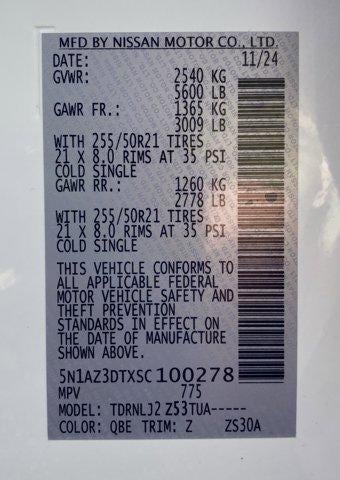 MFD BY NISSAN MOTOR CO., LTD.
DATE: 11/24
GVWR: 2540 KG
5600 LB
GAWR FR.: 1365 KG
3009 LB
WITH 255/50R21 TIRES
21 X 8.0 RIMS AT 35 PSI
COLD SINGLE
GAWR RR.: 1260 KG
2778 LB
WITH 255/50R21 TIRES
21 X 8.0 RIMS AT 35 PSI
COLD SINGLE
THIS VEHICLE CONFORMS TO
ALL APPLICABLE FEDERAL
MOTOR VEHICLE SAFETY AND
THEFT PREVENTION
STANDARDS IN EFFECT ON
THE DATE OF MANUFACTURE
SHOWN ABOVE.
5N1AZ3DTXSC100278
MPV 775
MODEL: TDRNLJ2 Z53TUA-----
COLOR: QBE TRIM: Z ZS30A